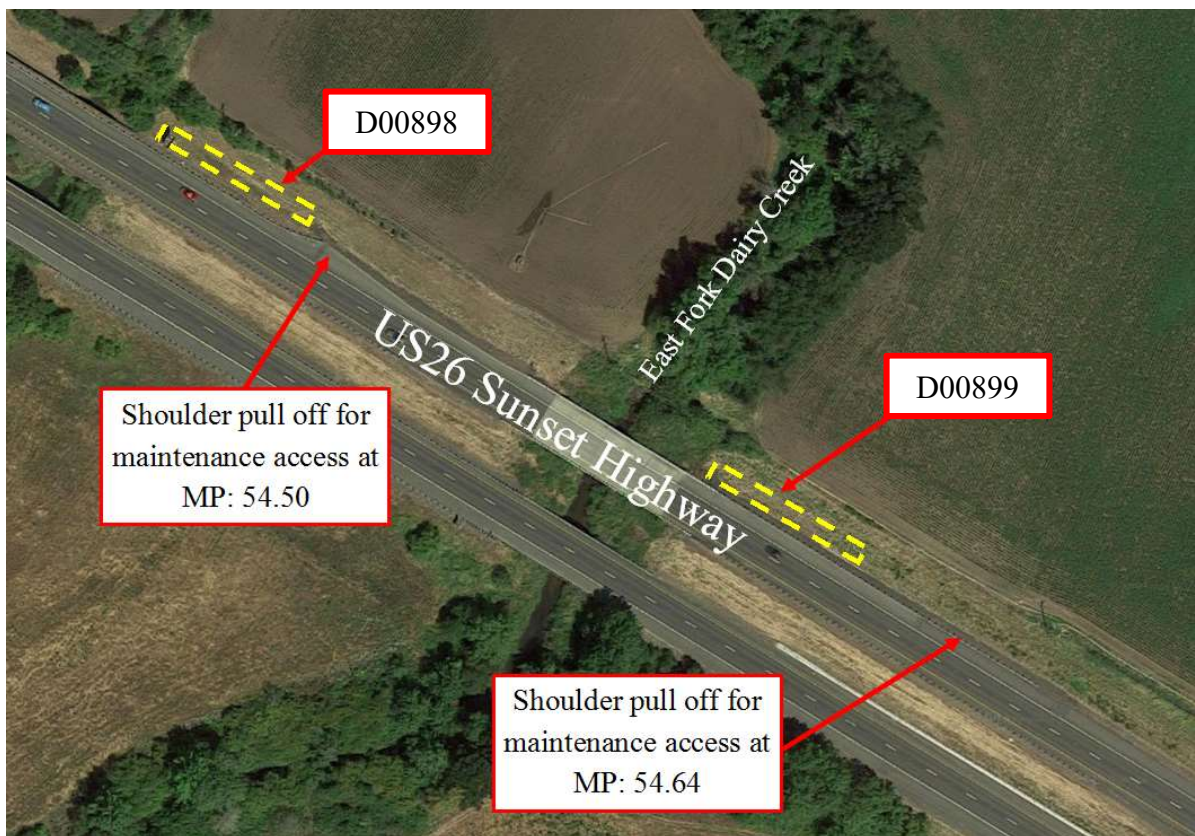 D00898
East Fork Dairy Creek
US26 Sunset Highway
D00899
Shoulder pull off for
maintenance access at
MP: 54.50
Shoulder pull off for
maintenance access at
MP: 54.64